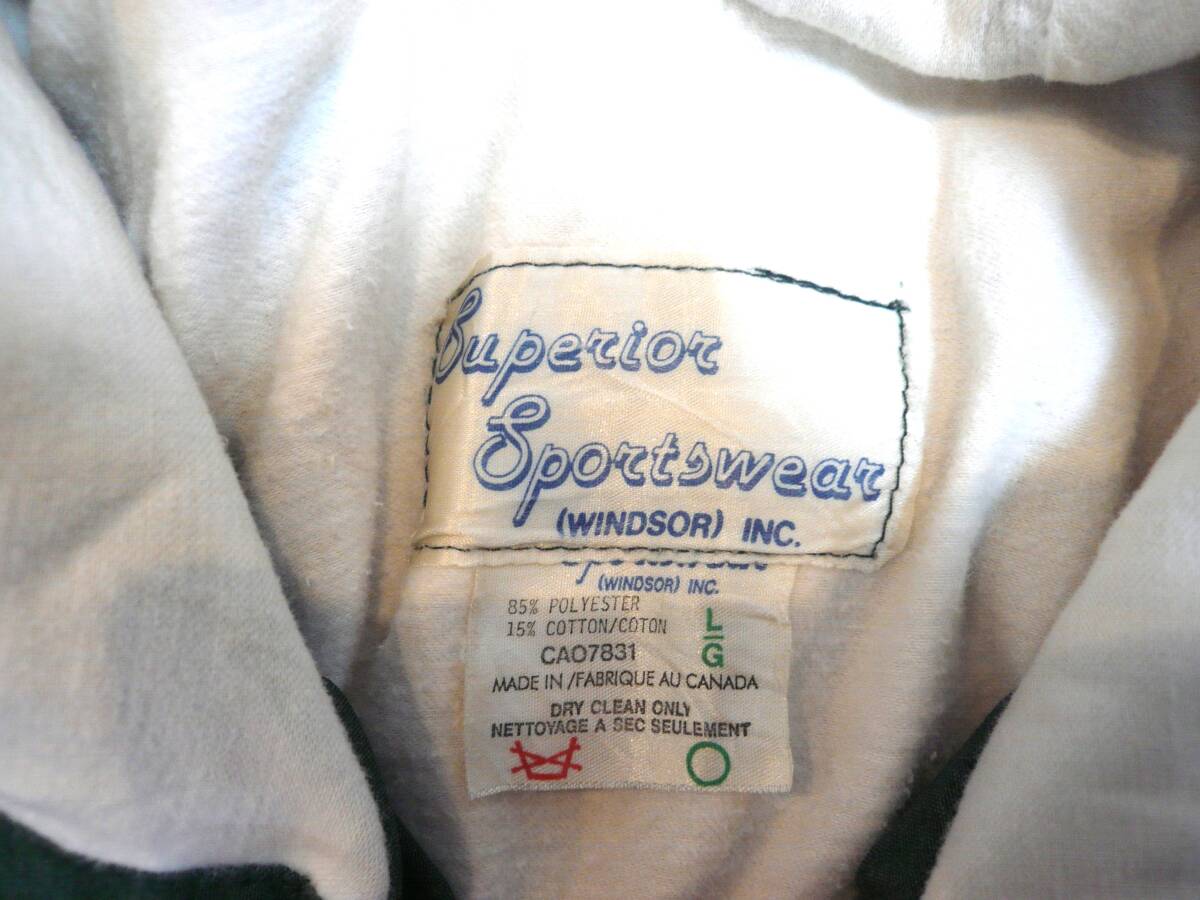 Superior
Sportswear
(WINDSOR) INC.
Sportswear
(WINDSOR) INC.
85% POLYESTER
15% COTTON/COTON
L
G
CA07831
MADE IN /FABRIQUE AU CANADA
DRY CLEAN ONLY
NETTOYAGE A SEC SEULEMENT